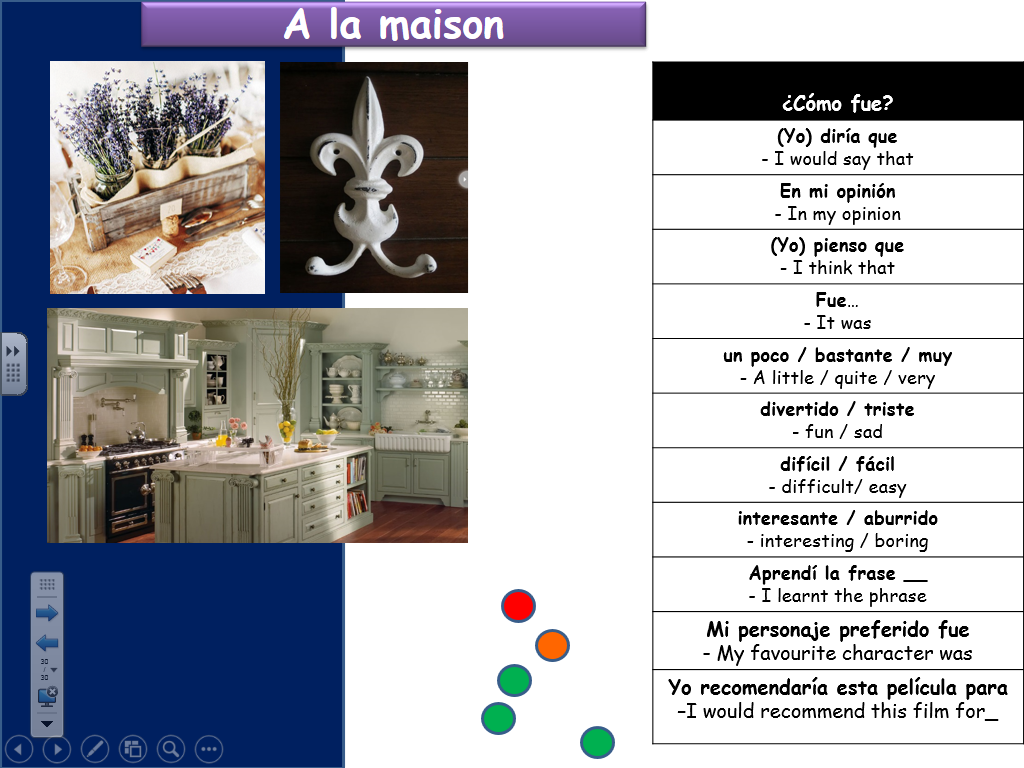 A la maison
¿Cómo fue?
(Yo) diría que
- I would say that
En mi opinión
- In my opinion
(Yo) pienso que
- I think that
Fue…
- It was
un poco / bastante / muy
- A little / quite / very
divertido / triste
- fun / sad
difícil / fácil
- difficult/ easy
interesante / aburrido
- interesting / boring
Aprendí la frase __
- I learnt the phrase
Mi personaje preferido fue
- My favourite character was
Yo recomendaría esta película para
–I would recommend this film for_
30
/
30